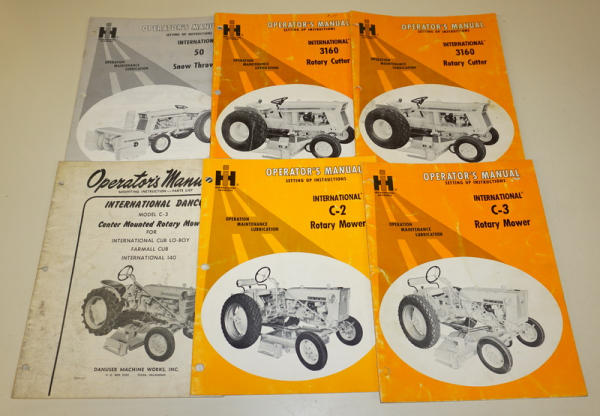 OPERATOR'S MANUAL
SETTING UP INSTRUCTIONS
INTERNATIONAL
50
Snow Throw
OPERATION
MAINTENANCE
LUBRICATION
OPERATOR'S MANUAL
SETTING UP INSTRUCTIONS
INTERNATIONAL
3160
Rotary Cutter
OPERATION
MAINTENANCE
LUBRICATION
OPERATOR'S MANUAL
SETTING UP INSTRUCTIONS
INTERNATIONAL
3160
Rotary Cutter
OPERATION
MAINTENANCE
LUBRICATION
Operator's Manual
MOUNTING INSTRUCTION — PARTS LIST
INTERNATIONAL DANCO
MODEL C-3
Center Mounted Rotary Mow
FOR
INTERNATIONAL CUB LO-BOY
FARMALL CUB
INTERNATIONAL 140
DANUSER MACHINE WORKS, INC.
OPERATOR'S MANUAL
SETTING UP INSTRUCTIONS
INTERNATIONAL
C-2
Rotary Mower
OPERATION
MAINTENANCE
LUBRICATION
OPERATOR'S MANUAL
SETTING UP INSTRUCTIONS
INTERNATIONAL
C-3
Rotary Mower
OPERATION
MAINTENANCE
LUBRICATION